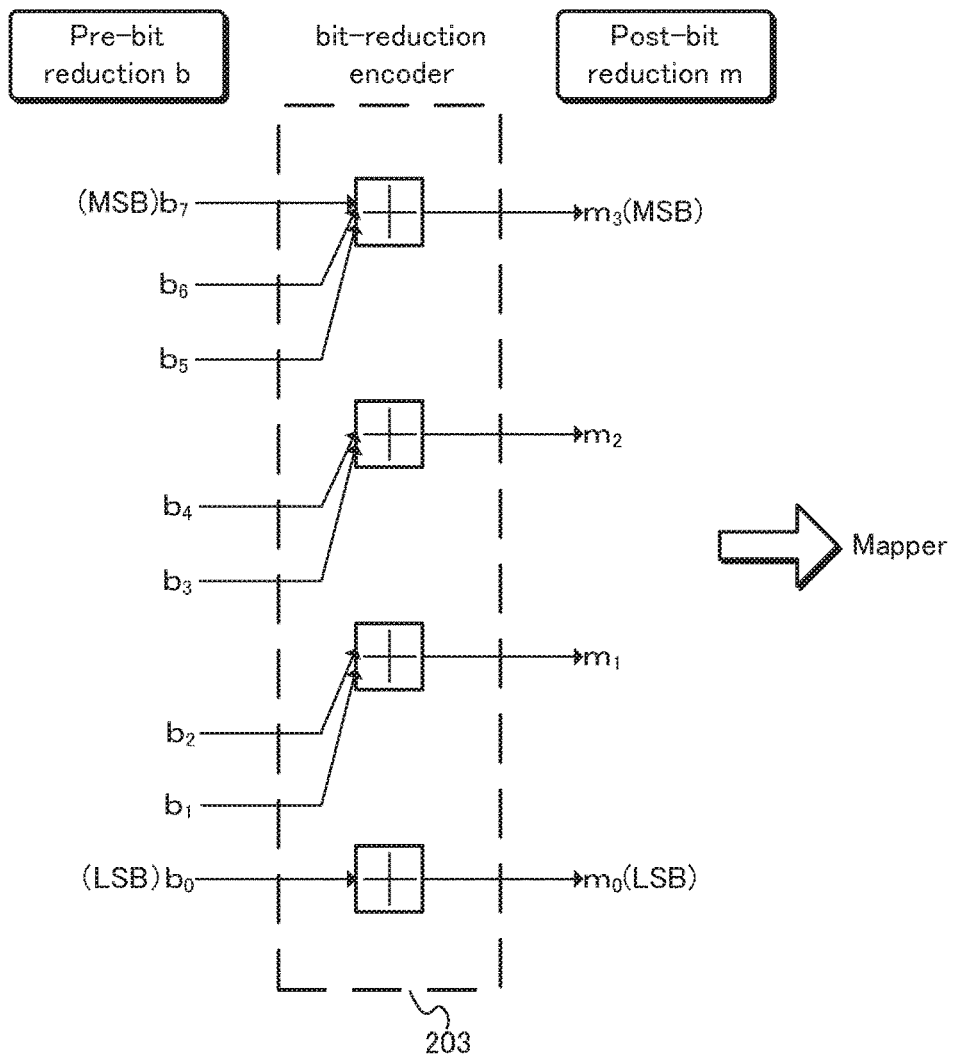 Pre-bit
reduction b
bit-reduction
encoder
Post-bit
reduction m
(MSB)b₇
m₃(MSB)
b₆
b₅
m₂
b₄
Mapper
b₃
m₁
b₂
b₁
(LSB)b₀
m₀(LSB)
203